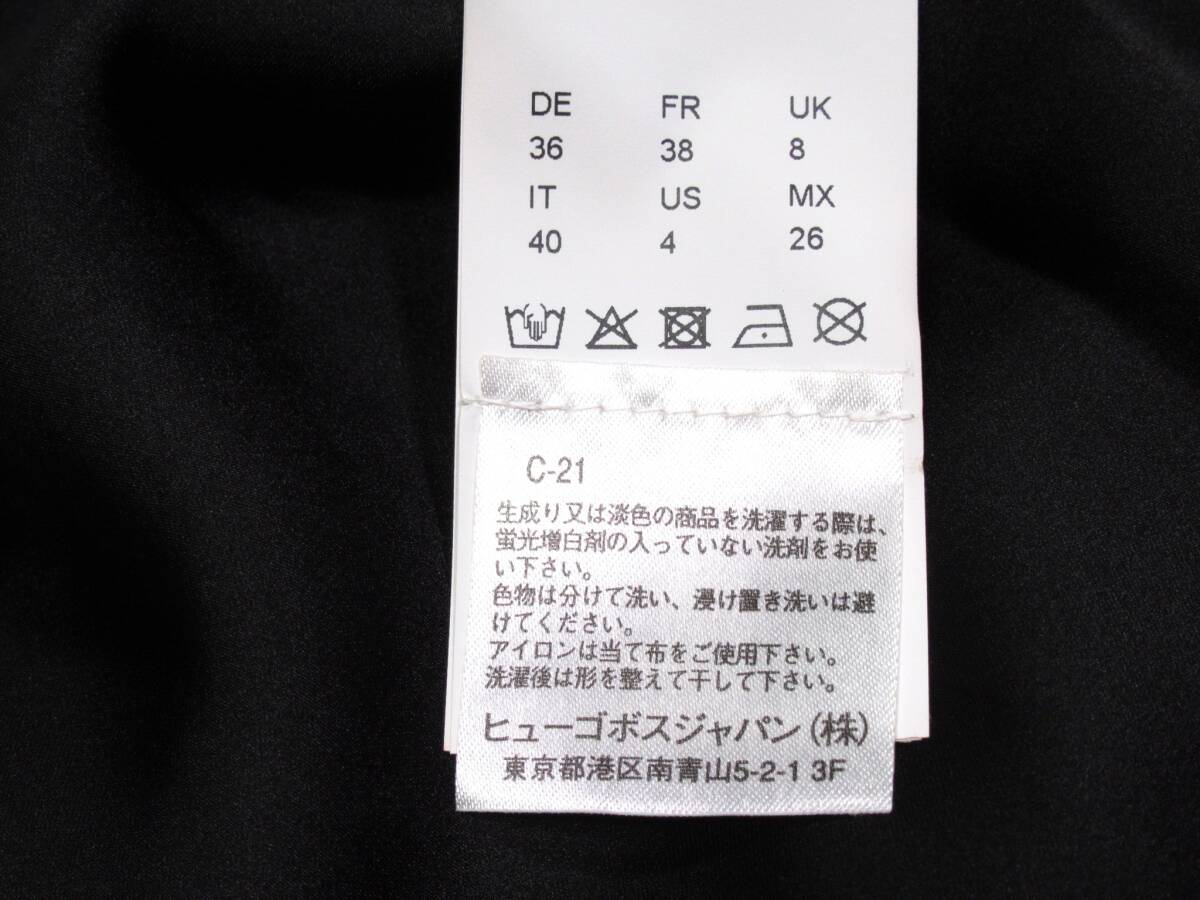 DE FR UK
36 38 8
IT US MX
40 4 26
C-21
生成り又は淡色の商品を洗濯する際は、
蛍光増白剤の入っていない洗剤をお使
い下さい。
色物は分けて洗い、浸け置き洗いは避
けてください。
アイロンは当て布をご使用下さい。
洗濯後は形を整えて干して下さい。
ヒューゴボスジャパン(株)
東京都港区南青山5-2-1 3F